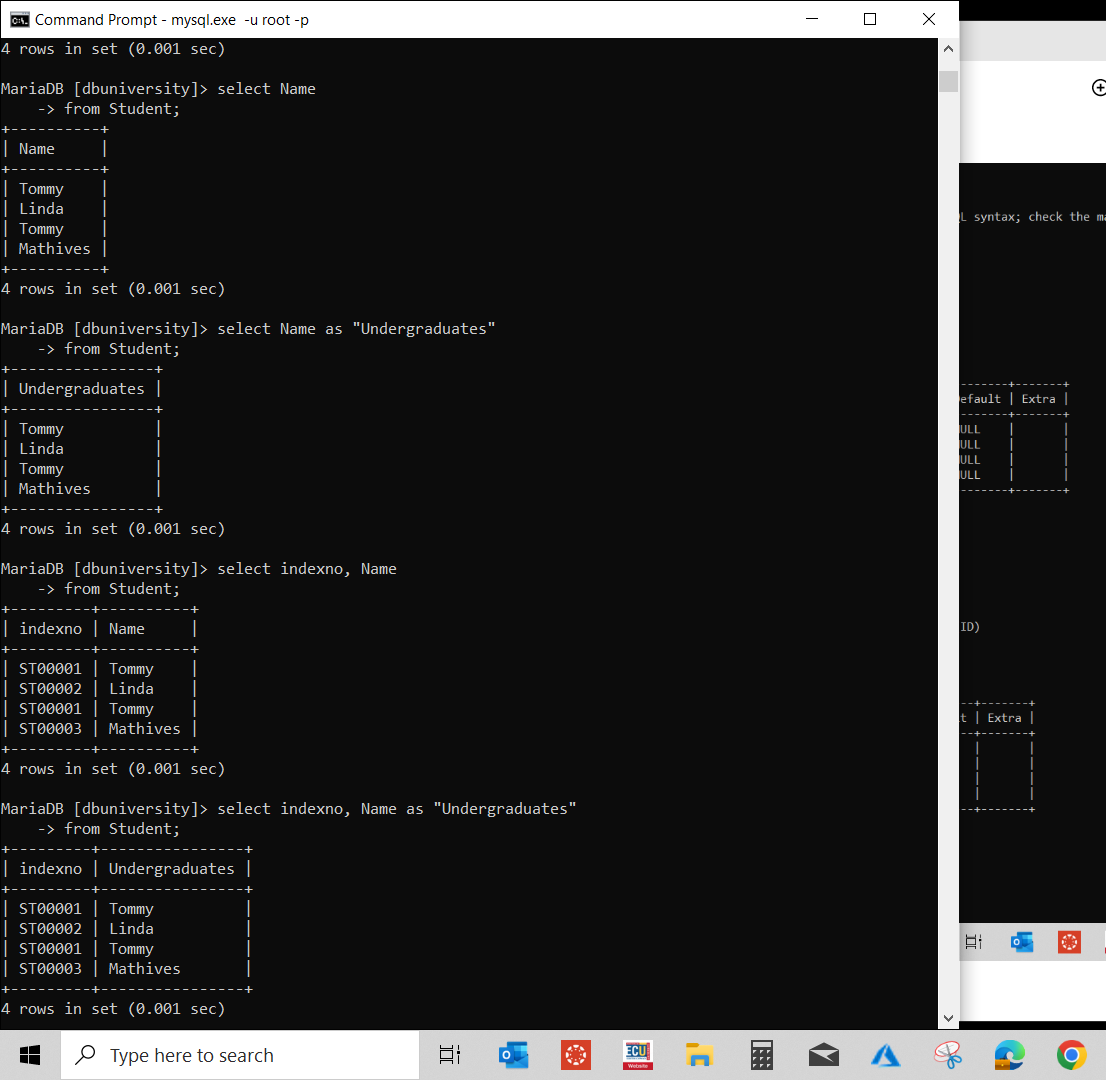 Command Prompt - mysql.exe  -u root -p
4 rows in set (0.001 sec)
MariaDB [dbuniversity]> select Name
    -> from Student;
+----------+
| Name     |
+----------+
| Tommy    |
| Linda    |
| Tommy    |
| Mathives |
+----------+
4 rows in set (0.001 sec)
MariaDB [dbuniversity]> select Name as "Undergraduates"
    -> from Student;
+----------------+
| Undergraduates |
+----------------+
| Tommy          |
| Linda          |
| Tommy          |
| Mathives       |
+----------------+
4 rows in set (0.001 sec)
MariaDB [dbuniversity]> select indexno, Name
    -> from Student;
+---------+----------+
| indexno | Name     |
+---------+----------+
| ST00001 | Tommy    |
| ST00002 | Linda    |
| ST00001 | Tommy    |
| ST00003 | Mathives |
+---------+----------+
4 rows in set (0.001 sec)
MariaDB [dbuniversity]> select indexno, Name as "Undergraduates"
    -> from Student;
+---------+----------------+
| indexno | Undergraduates |
+---------+----------------+
| ST00001 | Tommy          |
| ST00002 | Linda          |
| ST00001 | Tommy          |
| ST00003 | Mathives       |
+---------+----------------+
4 rows in set (0.001 sec)
syntax; check the
-------+-------+
efault | Extra |
-------+-------+
ULL    |       |
ULL    |       |
ULL    |       |
ULL    |       |
-------+-------+
ID)
--+-------+
t | Extra |
--+-------+
  |       |
  |       |
  |       |
  |       |
--+-------+
Type here to search
ECU
Website